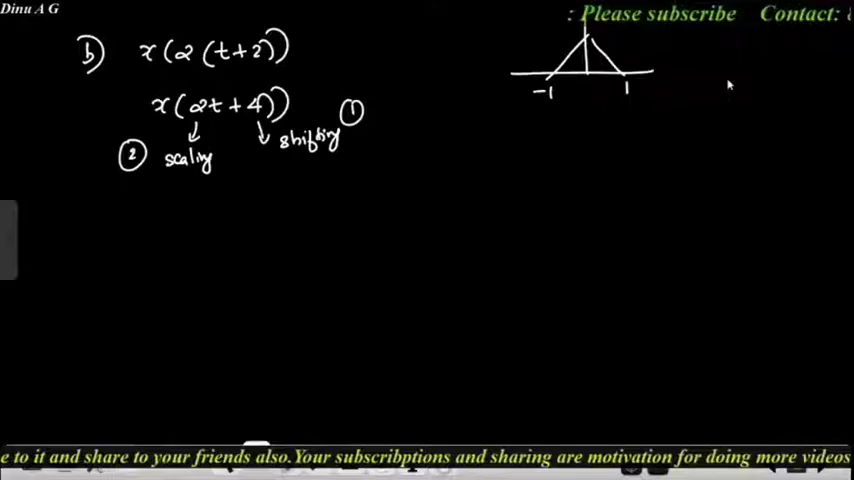 Dinu A G
: Please subscribe Contact:
b) x(2(t+2))
x(2t+4))
shifting ①
② scaling
-1 1
e to it and share to your friends also.Your subscribptions and sharing are motivation for doing more videos